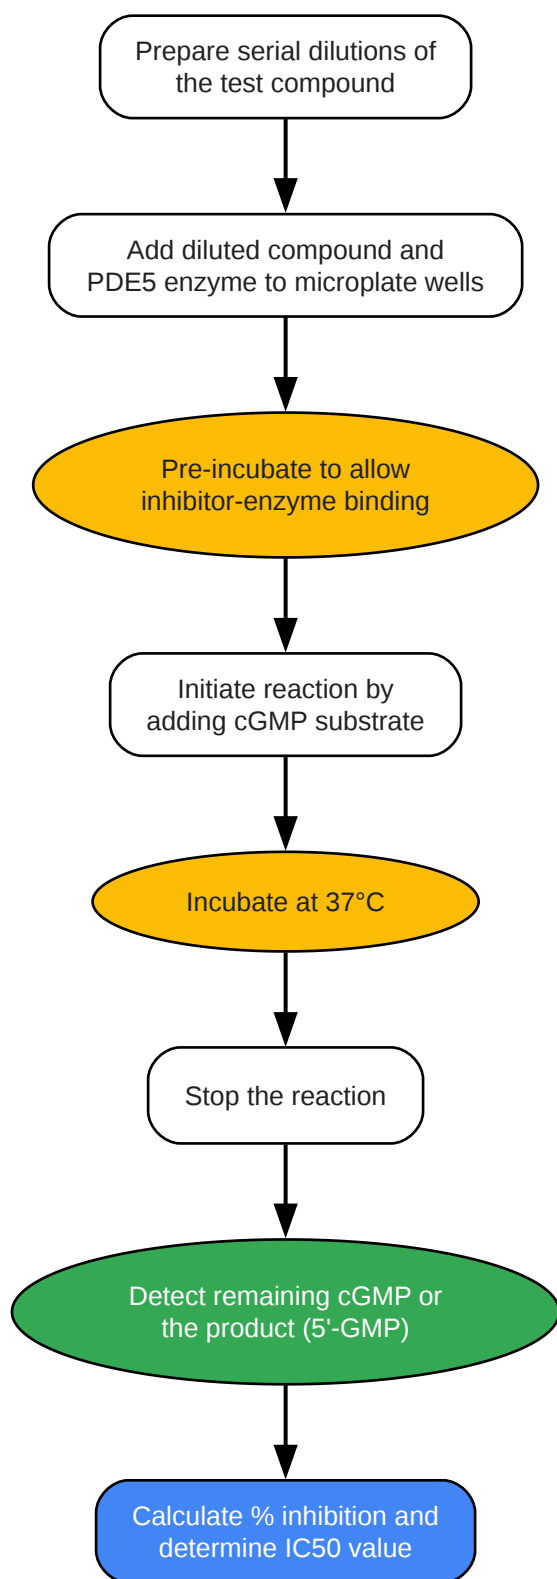 Prepare serial dilutions of
the test compound
Add diluted compound and
PDE5 enzyme to microplate wells
Pre-incubate to allow
inhibitor-enzyme binding
Initiate reaction by
adding cGMP substrate
Incubate at 37°C
Stop the reaction
Detect remaining cGMP or
the product (5'-GMP)
Calculate % inhibition and
determine IC50 value